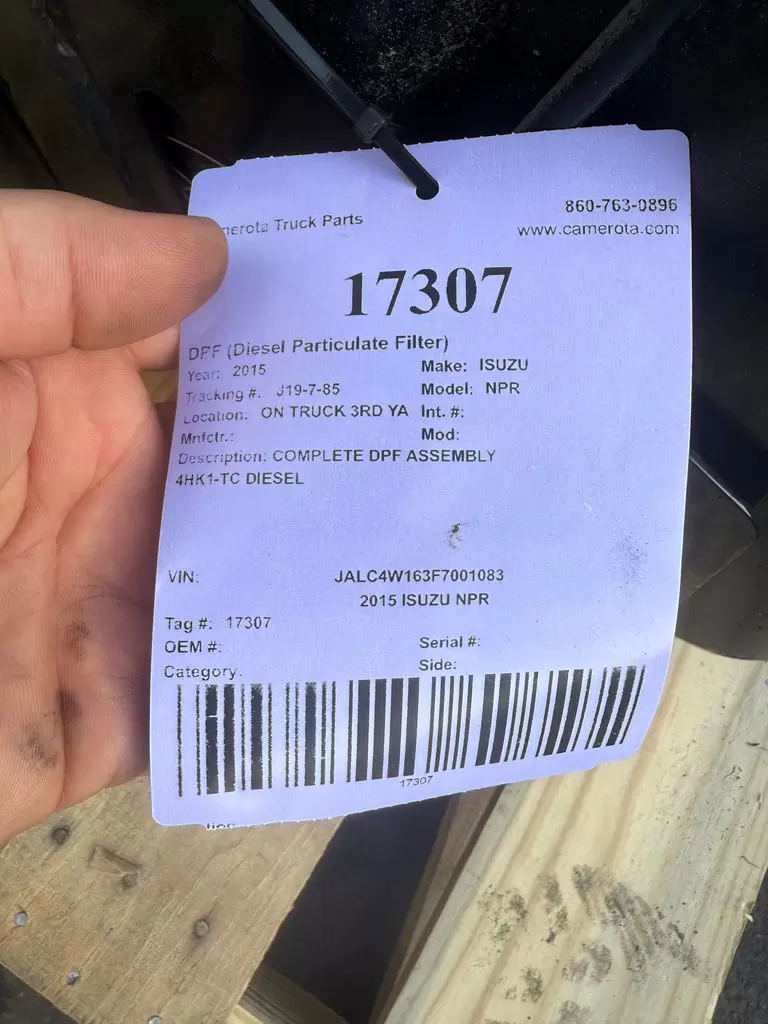 Truck Parts
860-763-0896
www.camerota.com
17307
DPF (Diesel Particulate Filter)
Year: 2015 Make: ISUZU
Tracking #. J19-7-85 Model: NPR
Location: ON TRUCK 3RD YA Int. #:
Mnfctr.: Mod:
Description: COMPLETE DPF ASSEMBLY
4HK1-TC DIESEL
VIN: JALC4W163F7001083
2015 ISUZU NPR
Tag #: 17307
OEM #: Serial #:
Category. Side:
17307